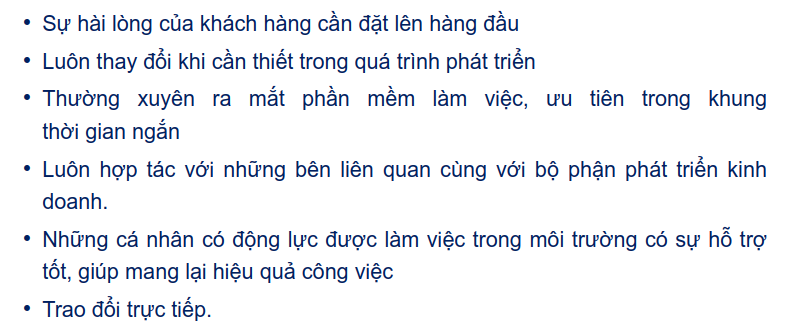 • Sự hài lòng của khách hàng cần đặt lên hàng đầu
• Luôn thay đổi khi cần thiết trong quá trình phát triển
• Thường xuyên ra mắt phần mềm làm việc, ưu tiên trong khung
thời gian ngắn
• Luôn hợp tác với những bên liên quan cùng với bộ phận phát triển kinh
doanh.
• Những cá nhân có động lực được làm việc trong môi trường có sự hỗ trợ
tốt, giúp mang lại hiệu quả công việc
• Trao đổi trực tiếp.